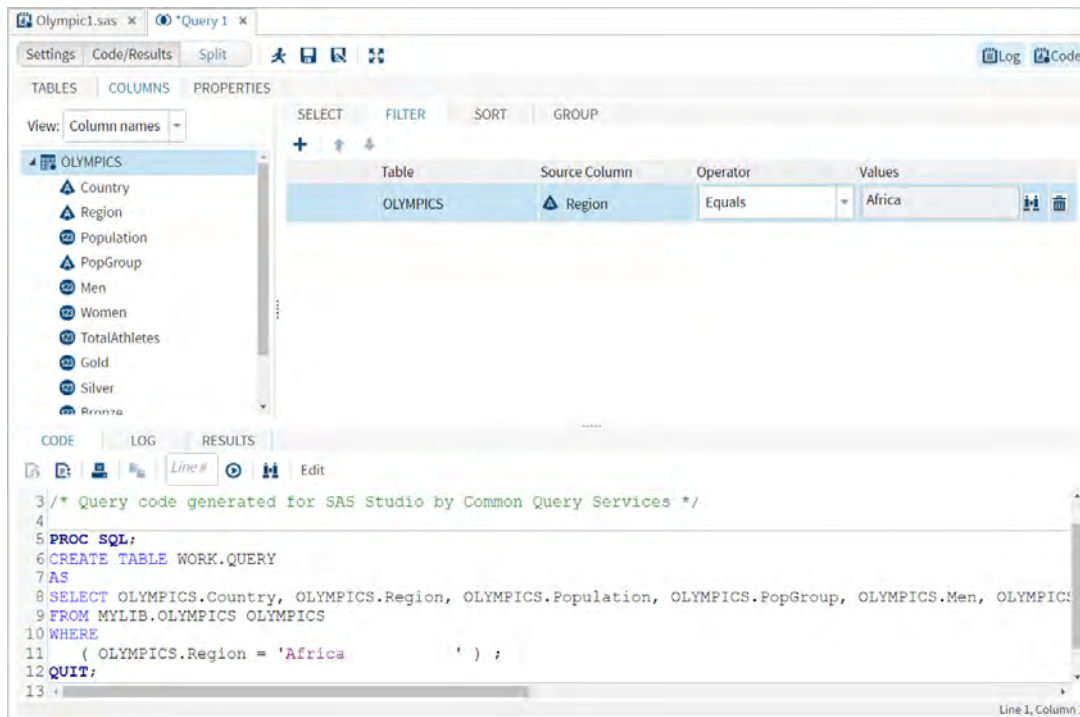 Olympic1.sas × *Query 1 ×
Settings Code/Results Split Log Code
TABLES COLUMNS PROPERTIES
View: Column names
SELECT FILTER SORT GROUP
OLYMPICS
Country
Region
Population
PopGroup
Men
Women
TotalAthletes
Gold
Silver
Bronze
Table Source Column Operator Values
OLYMPICS Region Equals Africa
CODE LOG RESULTS
Line # Edit
3 /* Query code generated for SAS Studio by Common Query Services */
4
5 PROC SQL;
6 CREATE TABLE WORK.QUERY
7 AS
8 SELECT OLYMPICS.Country, OLYMPICS.Region, OLYMPICS.Population, OLYMPICS.PopGroup, OLYMPICS.Men, OLYMPICS
9 FROM MYLIB.OLYMPICS OLYMPICS
10 WHERE
11    ( OLYMPICS.Region = 'Africa          ' ) ;
12 QUIT;
13
Line 1, Column